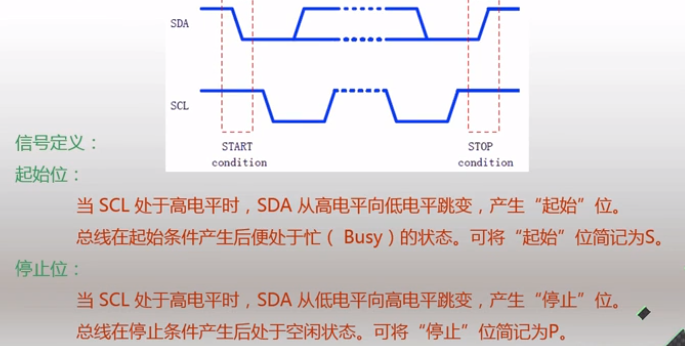 SDA
SCL
START
condition
STOP
condition
信号定义：
起始位：
当 SCL 处于高电平时，SDA 从高电平向低电平跳变，产生“起始”位。
总线在起始条件产生后便处于忙（ Busy）的状态。可将“起始”位简记为S。
停止位：
当 SCL 处于高电平时，SDA 从低电平向高电平跳变，产生“停止”位。
总线在停止条件产生后处于空闲状态。可将“停止”位简记为P。